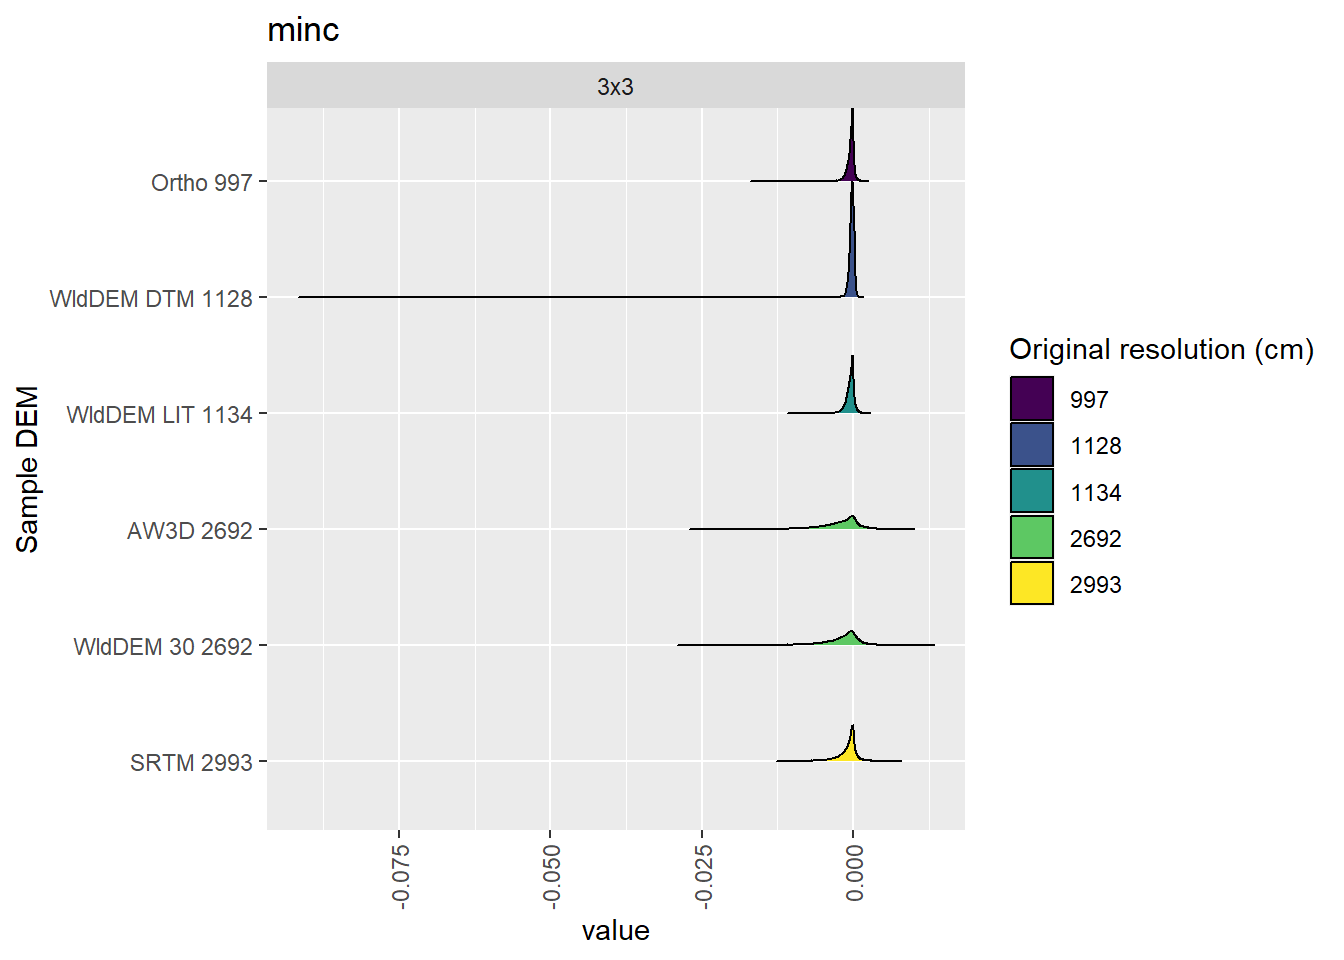 minc
3x3
Sample DEM
Ortho 997
WldDEM DTM 1128
WldDEM LIT 1134
AW3D 2692
WldDEM 30 2692
SRTM 2993
-0.075
-0.050
-0.025
0.000
value
Original resolution (cm)
997
1128
1134
2692
2993